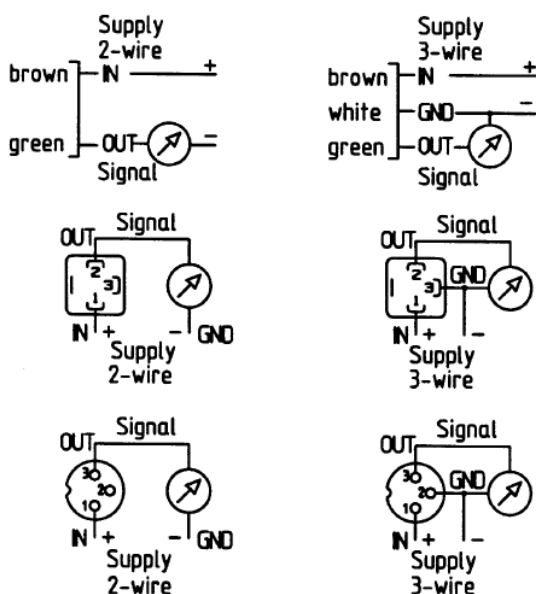 Supply
2-wire
brown IN +
green OUT −
Signal
Supply
3-wire
brown IN +
white GND −
green OUT
Signal
OUT Signal
2
3
1
IN + − GND
Supply
2-wire
OUT Signal
2
3 GND
1
IN + −
Supply
3-wire
OUT Signal
3
2
1
IN + − GND
Supply
2-wire
OUT Signal
3
2 GND
1
IN + −
Supply
3-wire